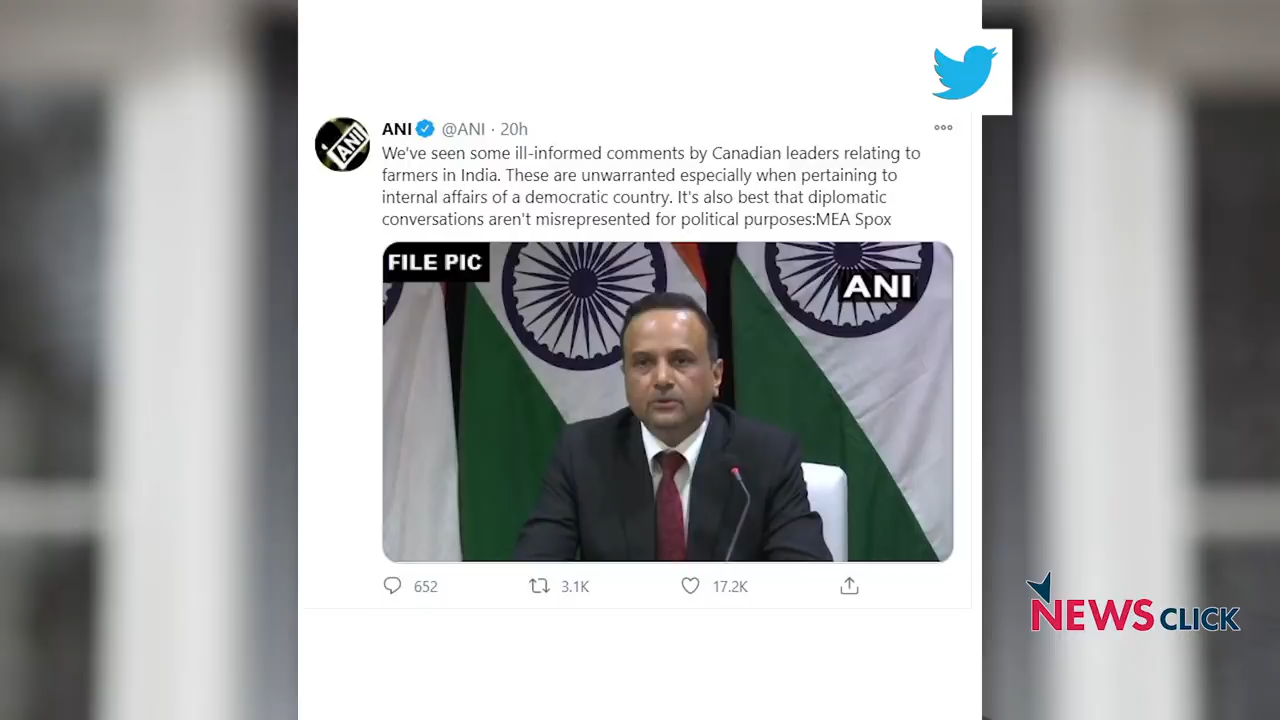 ANI @ANI · 20h
We've seen some ill-informed comments by Canadian leaders relating to
farmers in India. These are unwarranted especially when pertaining to
internal affairs of a democratic country. It's also best that diplomatic
conversations aren't misrepresented for political purposes:MEA Spox
FILE PIC
ANI
652 3.1K 17.2K
NEWSCLICK